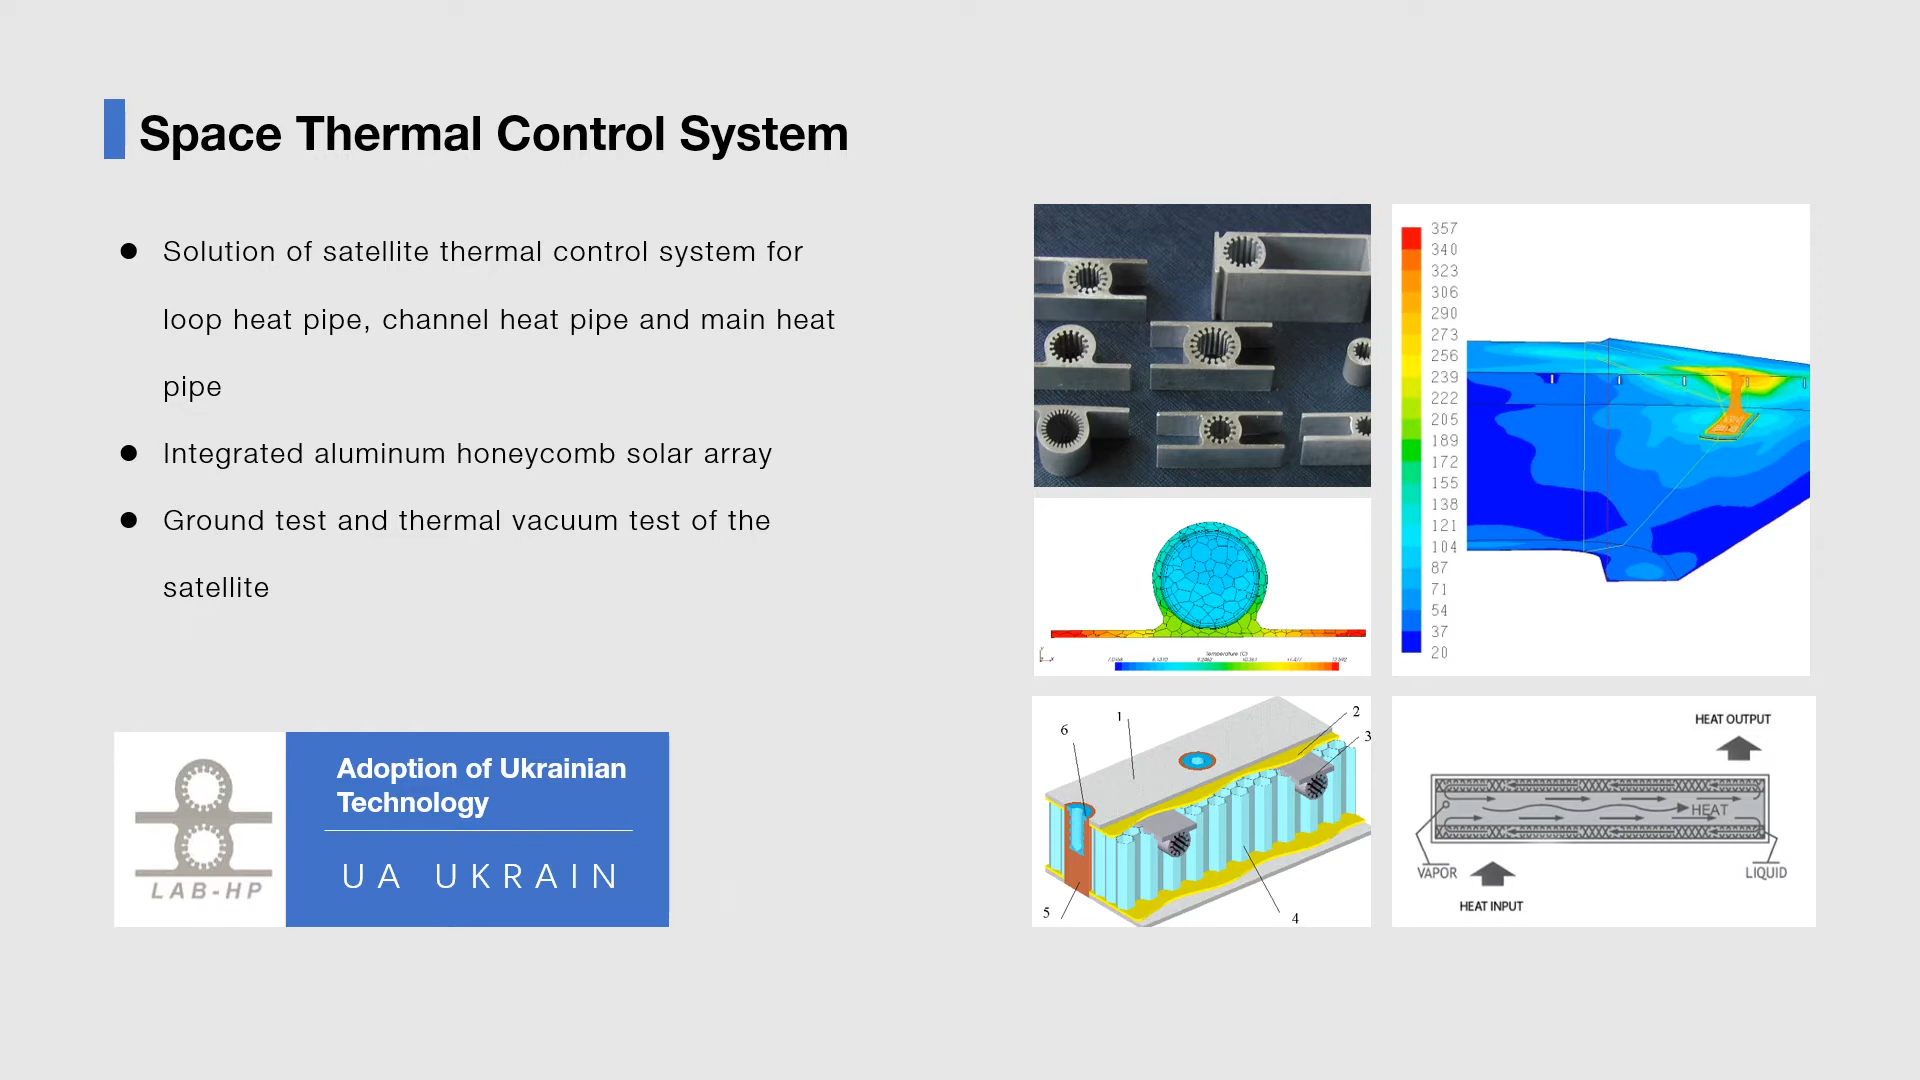 Space Thermal Control System
● Solution of satellite thermal control system for
loop heat pipe, channel heat pipe and main heat
pipe
● Integrated aluminum honeycomb solar array
● Ground test and thermal vacuum test of the
satellite
LAB-HP
Adoption of Ukrainian
Technology
UA UKRAIN
Temperature (C)
357
340
323
306
290
273
256
239
222
205
189
172
155
138
121
104
87
71
54
37
20
1
2
3
6
5
4
HEAT OUTPUT
HEAT
VAPOR
LIQUID
HEAT INPUT